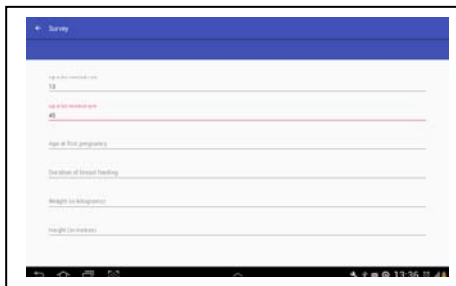 Survey
13
45
Age at first pregnancy
Duration of breast feeding
Weight (in kilograms)
Height (in meters)
13:36